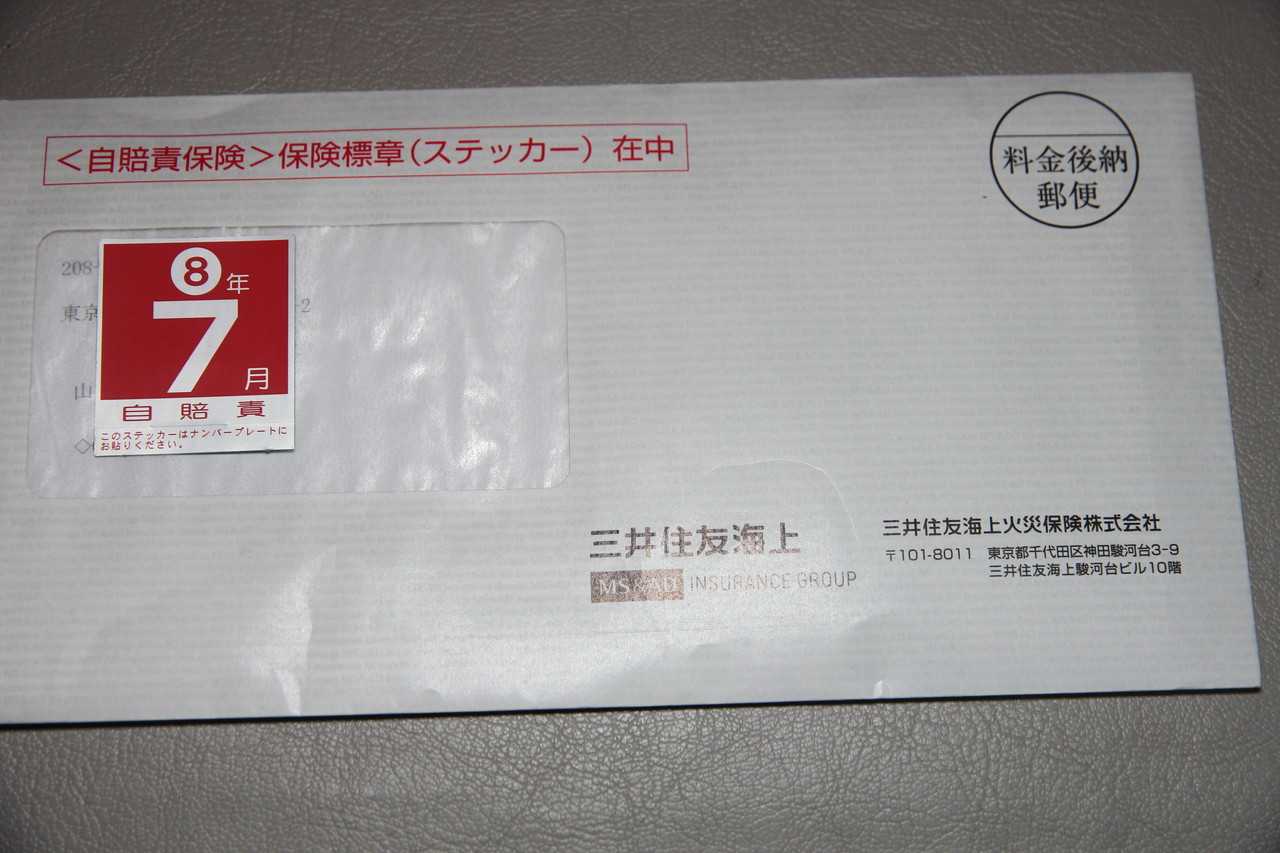 ＜自賠責保険＞保険標章（ステッカー）在中
料金後納
郵便
208-
東京
-2
山
8年
7月
自賠責
このステッカーはナンバープレートに
お貼りください。
三井住友海上
MS&AD INSURANCE GROUP
三井住友海上火災保険株式会社
〒101-8011 東京都千代田区神田駿河台3-9
三井住友海上駿河台ビル10階